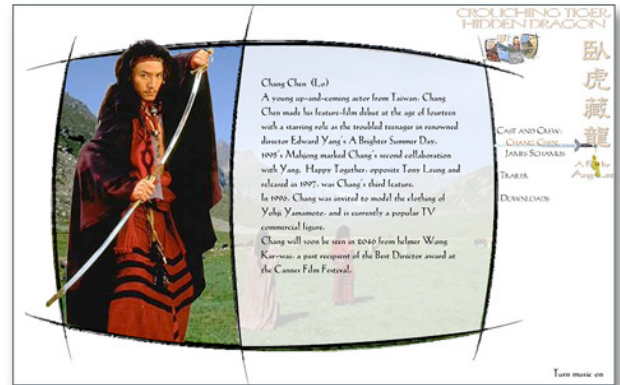 CROUCHING TIGER,
HIDDEN DRAGON
臥
虎
藏
龍
A Film by
Ang Lee
Chang Chen (Lo)
A young up-and-coming actor from Taiwan, Chang
Chen made his feature-film debut at the age of fourteen
with a starring role as the troubled teenager in renowned
director Edward Yang's A Brighter Summer Day.
1995's Mahjong marked Chang's second collaboration
with Yang. Happy Together, opposite Tony Leung and
released in 1997, was Chang's third feature.
In 1996, Chang was invited to model the clothing of
Yohji Yamamoto, and is currently a popular TV
commercial figure.
Chang will soon be seen in 2046 from helmer Wong
Kar-wai, a past recipient of the Best Director award at
the Cannes Film Festival.
CAST AND CREW:
CHANG CHEN
JAMES SCHAMUS
TRAILER
DOWNLOADS
Turn music on